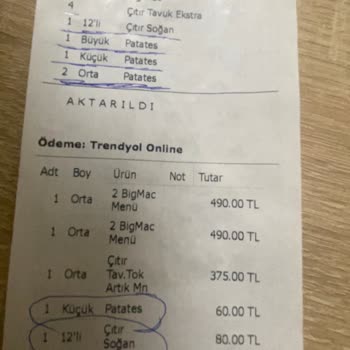 4 Çıtır Tavuk Ekstra
1 12'li Çıtır Soğan
1 Büyük Patates
1 Küçük Patates
2 Orta Patates
AKTARILDI
Ödeme: Trendyol Online
Adt Boy Ürün Not Tutar
1 Orta 2 BigMac Menü 490.00 TL
1 Orta 2 BigMac Menü 490.00 TL
1 Orta Çıtır Tav.Tok Artık Mn 375.00 TL
1 Küçük Patates 60.00 TL
1 12'li Çıtır Soğan 80.00 TL